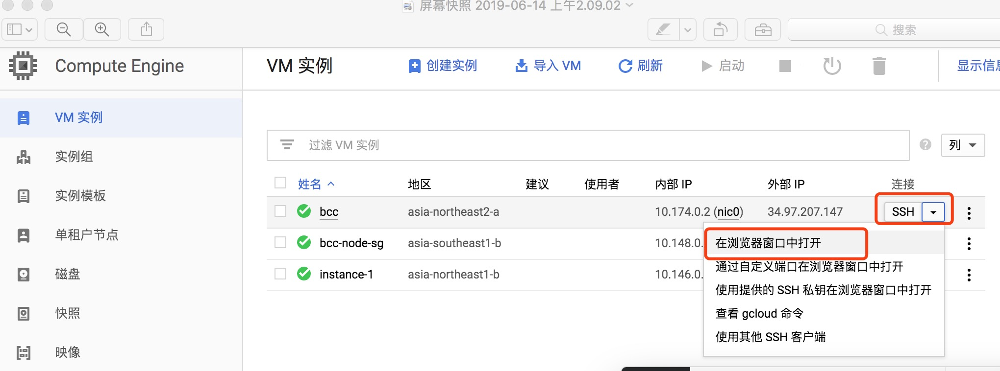 屏幕快照 2019-06-14 上午2.09.02
搜索
Compute Engine
VM 实例
创建实例
导入 VM
刷新
启动
显示信息
VM 实例
实例组
实例模板
单租户节点
磁盘
快照
映像
过滤 VM 实例
列
姓名 地区 建议 使用者 内部 IP 外部 IP 连接
bcc asia-northeast2-a 10.174.0.2 (nic0) 34.97.207.147 SSH
bcc-node-sg asia-southeast1-b 10.148.0.
instance-1 asia-northeast1-b 10.146.0.
在浏览器窗口中打开
通过自定义端口在浏览器窗口中打开
使用提供的 SSH 私钥在浏览器窗口中打开
查看 gcloud 命令
使用其他 SSH 客户端